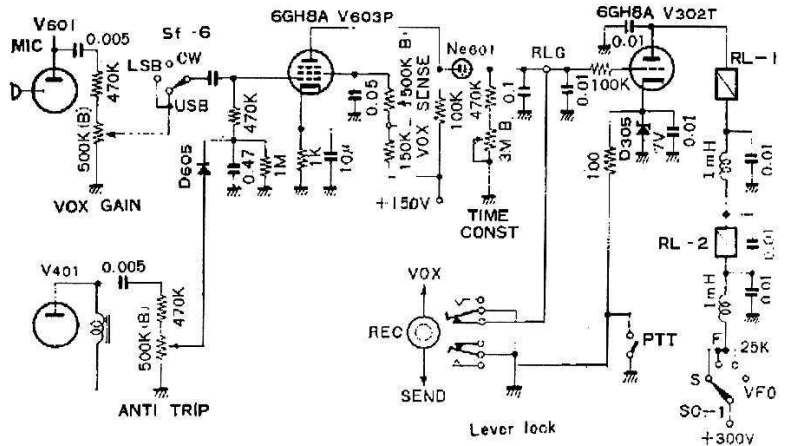 V601
MIC
0.005
470K
500K(B)
VOX GAIN
Sf-6
LSB
CW
USB
470K
D605
0.47
1M
6GH8A V603P
1K
10μ
0.05
150K
500K B
VOX SENSE
100K
+150V
Ne601
470K
3M B
TIME
CONST
0.1
RLG
0.01
100K
6GH8A V302T
0.01
D305
7V
0.01
100
RL-1
1mH
0.01
RL-2
0.01
1mH
0.01
V401
0.005
470K
500K(B)
ANTI TRIP
VOX
REC
SEND
Lever lock
PTT
F
25K
S
VFO
+300V